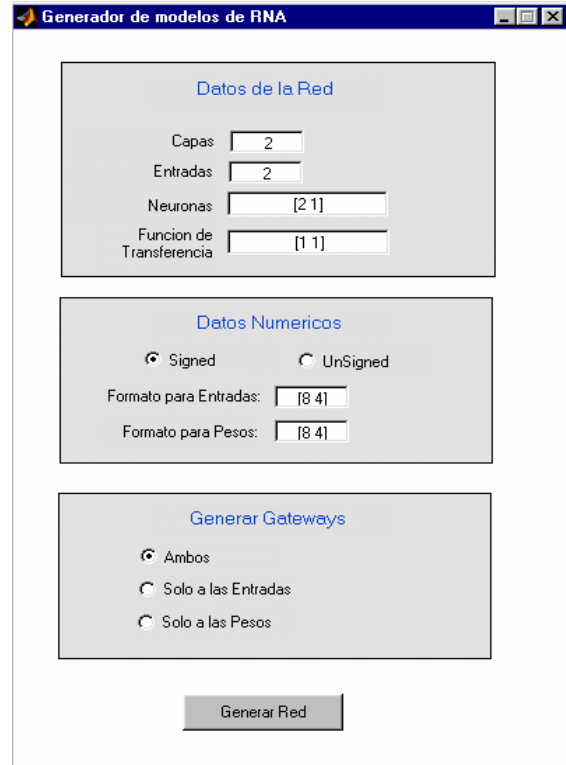 Generador de modelos de RNA
Datos de la Red
Capas 2
Entradas 2
Neuronas [2 1]
Funcion de
Transferencia [1 1]
Datos Numericos
Signed UnSigned
Formato para Entradas: [8 4]
Formato para Pesos: [8 4]
Generar Gateways
Ambos
Solo a las Entradas
Solo a las Pesos
Generar Red